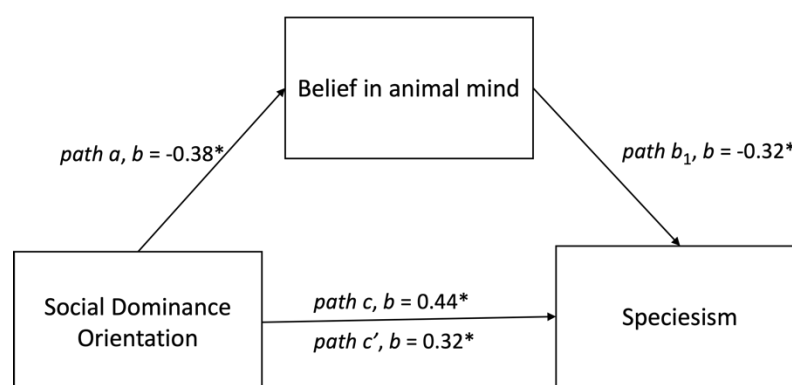 Belief in animal mind
path a, b = -0.38*
path b₁, b = -0.32*
Social Dominance
Orientation
path c, b = 0.44*
path c′, b = 0.32*
Speciesism